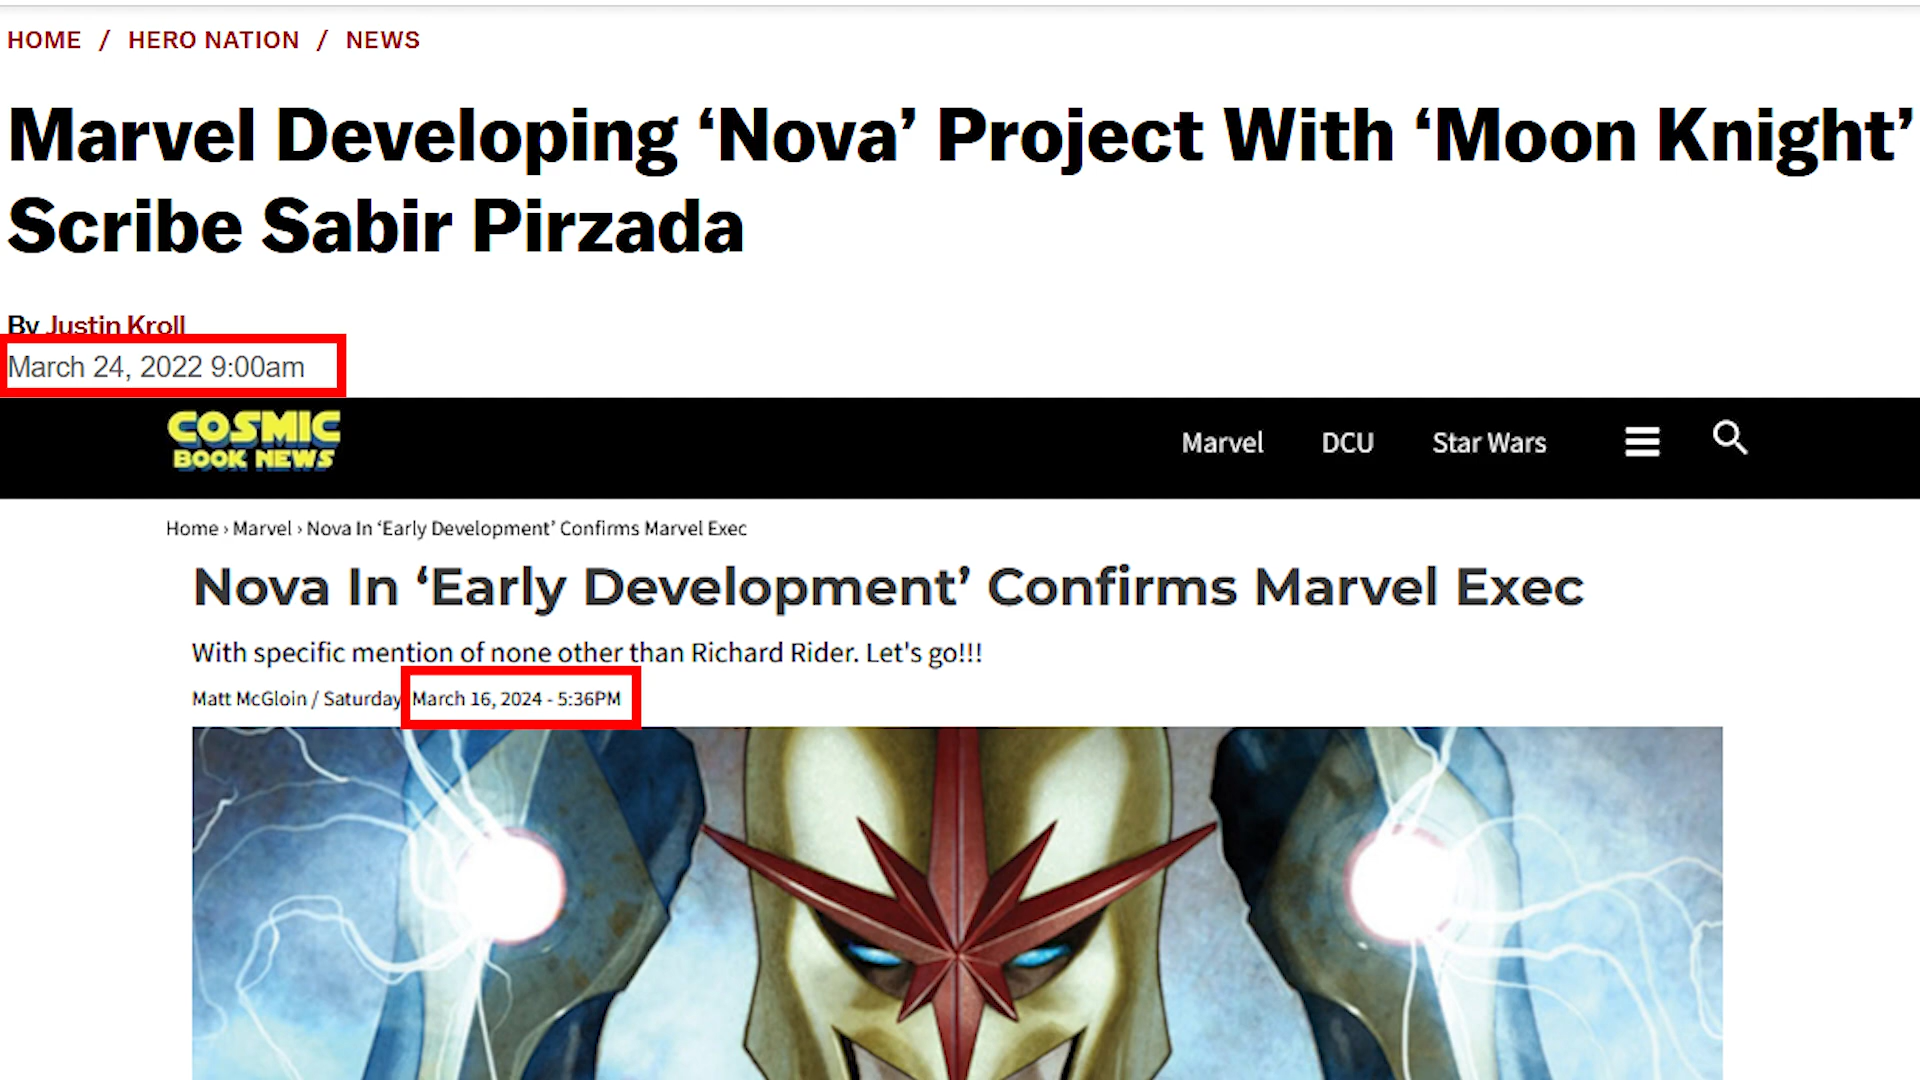 HOME / HERO NATION / NEWS
Marvel Developing ‘Nova’ Project With ‘Moon Knight’
Scribe Sabir Pirzada
By Justin Kroll
March 24, 2022 9:00am
COSMIC
BOOK NEWS
Marvel DCU Star Wars
Home › Marvel › Nova In ‘Early Development’ Confirms Marvel Exec
Nova In ‘Early Development’ Confirms Marvel Exec
With specific mention of none other than Richard Rider. Let's go!!!
Matt McGloin / Saturday March 16, 2024 - 5:36PM